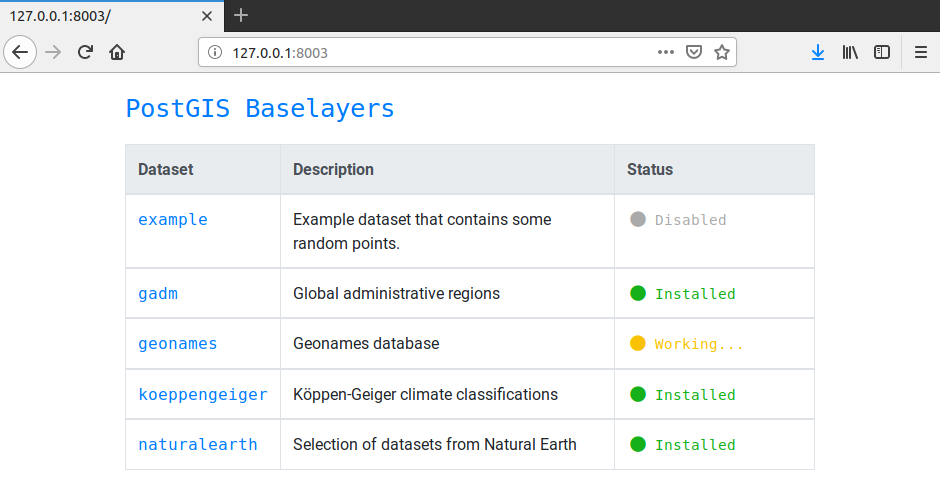 127.0.0.1:8003/
127.0.0.1:8003
PostGIS Baselayers
Dataset Description Status
example Example dataset that contains some random points. Disabled
gadm Global administrative regions Installed
geonames Geonames database Working...
koeppengeiger Köppen-Geiger climate classifications Installed
naturalearth Selection of datasets from Natural Earth Installed